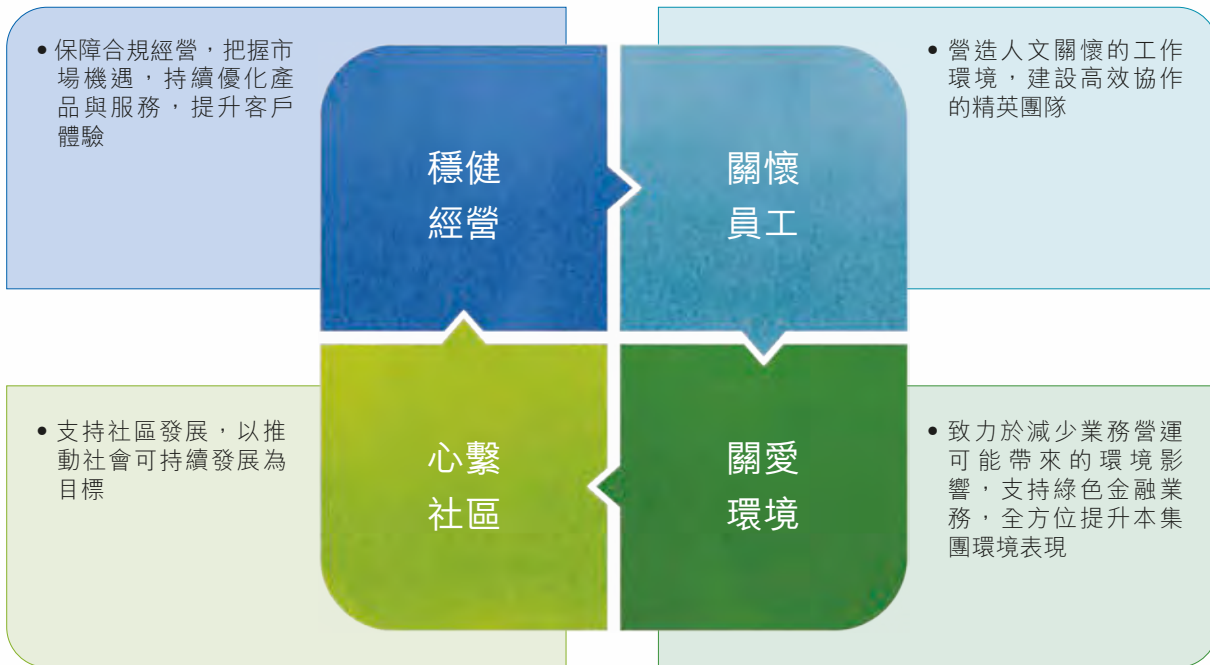 • 保障合規經營，把握市
場機遇，持續優化產
品與服務，提升客戶
體驗
穩健
經營
關懷
員工
• 營造人文關懷的工作
環境，建設高效協作
的精英團隊
• 支持社區發展，以推
動社會可持續發展為
目標
心繫
社區
關愛
環境
• 致力於減少業務營運
可能帶來的環境影
響，支持綠色金融業
務，全方位提升本集
團環境表現